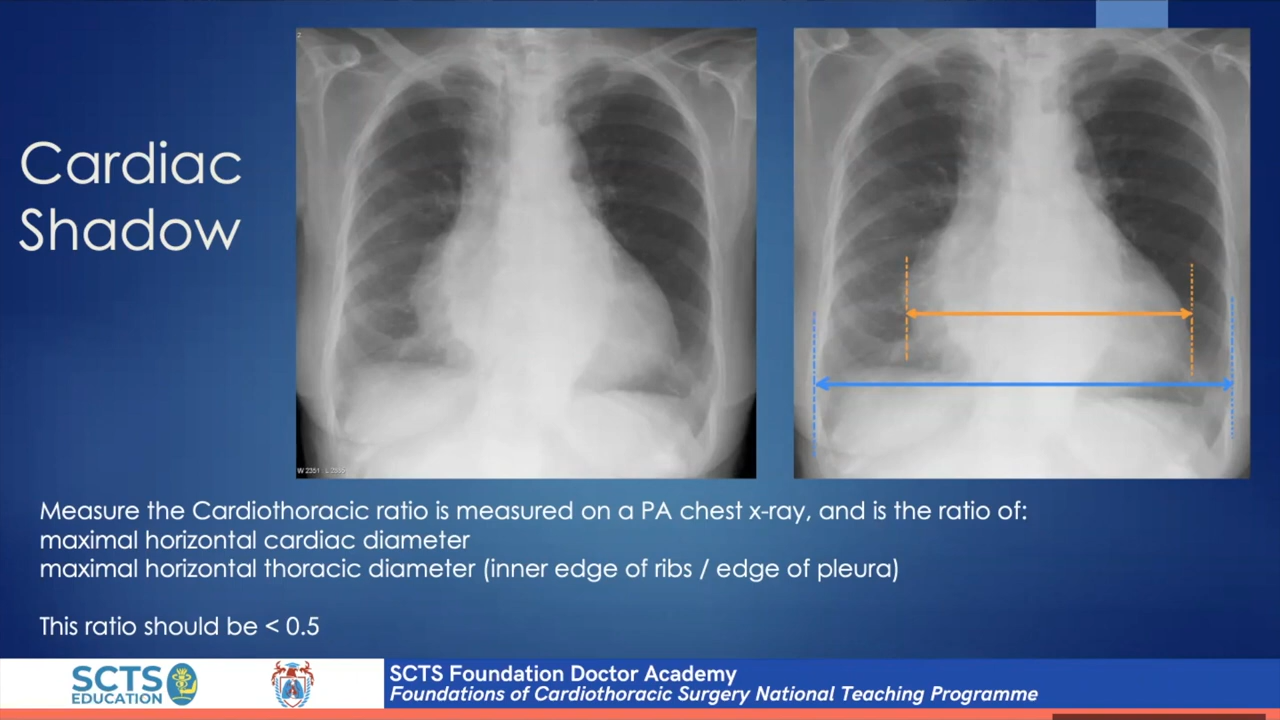 Cardiac
Shadow
Measure the Cardiothoracic ratio is measured on a PA chest x-ray, and is the ratio of:
maximal horizontal cardiac diameter
maximal horizontal thoracic diameter (inner edge of ribs / edge of pleura)
This ratio should be < 0.5
SCTS
EDUCATION
SCTS Foundation Doctor Academy
Foundations of Cardiothoracic Surgery National Teaching Programme